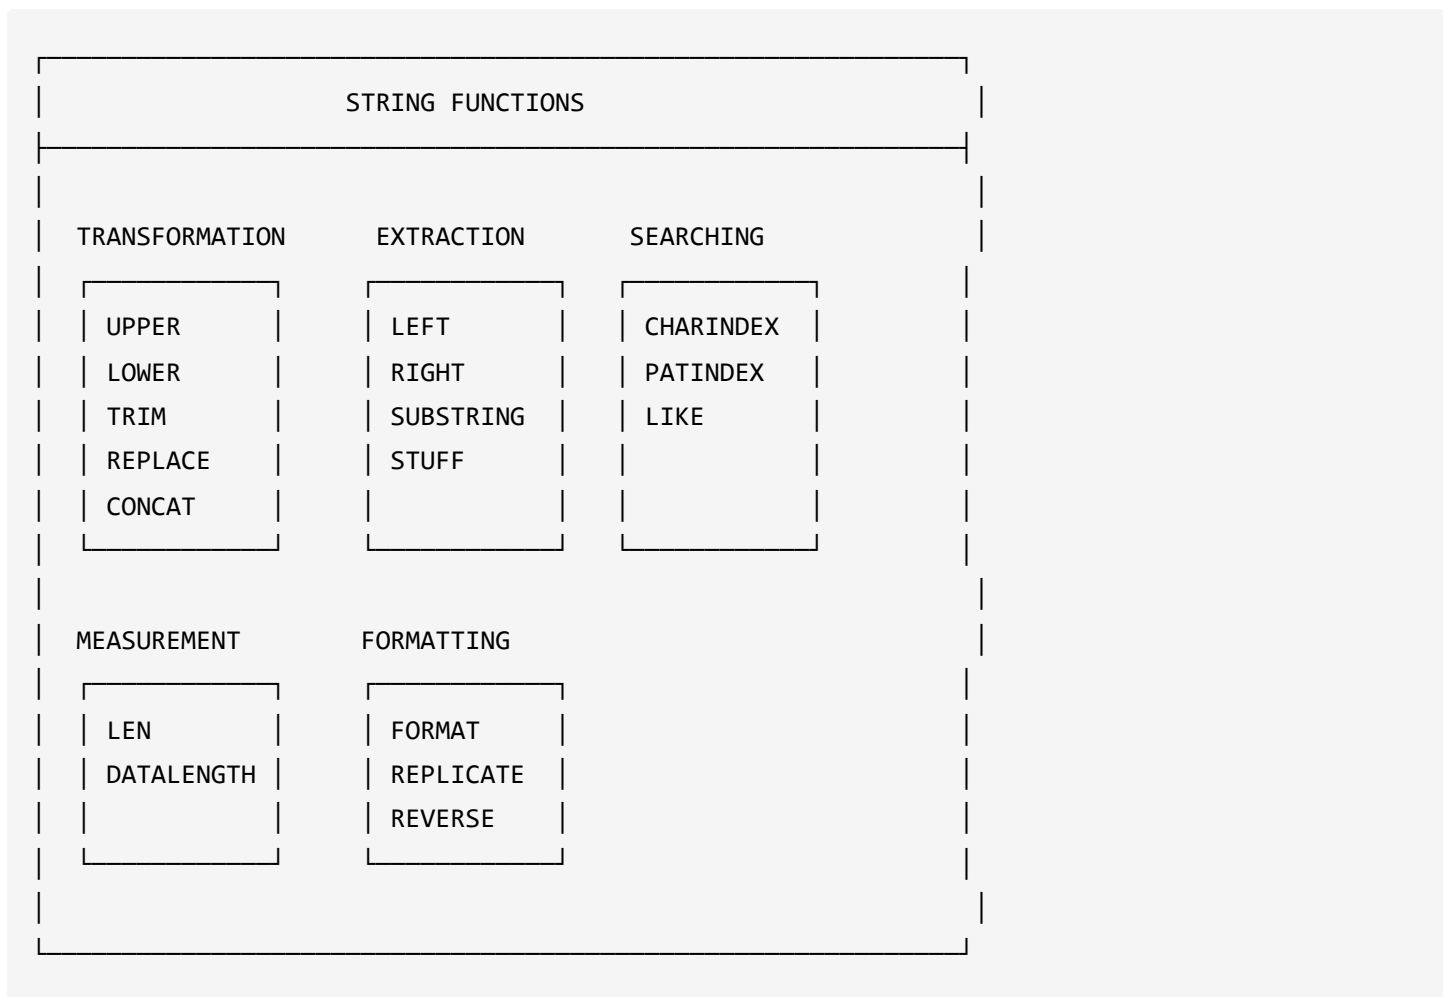 STRING FUNCTIONS
TRANSFORMATION EXTRACTION SEARCHING
UPPER LEFT CHARINDEX
LOWER RIGHT PATINDEX
TRIM SUBSTRING LIKE
REPLACE STUFF
CONCAT
MEASUREMENT FORMATTING
LEN FORMAT
DATALENGTH REPLICATE
REVERSE